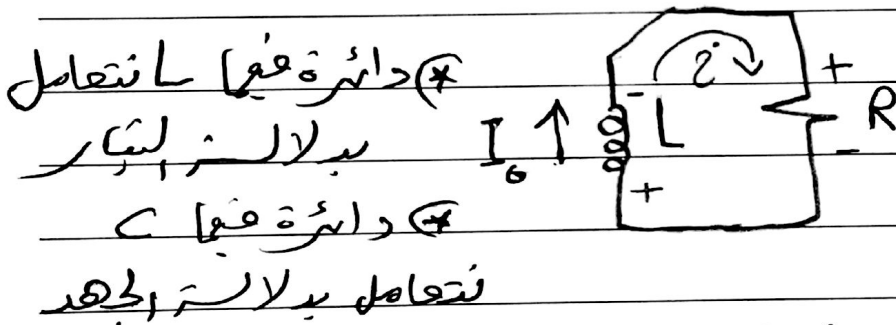 * دائرة فيها L نتعامل
بدلالة التيار
* دائرة فيها C
نتعامل بدلالة الجهد
I₀ ↑
- L +
i
+ R -